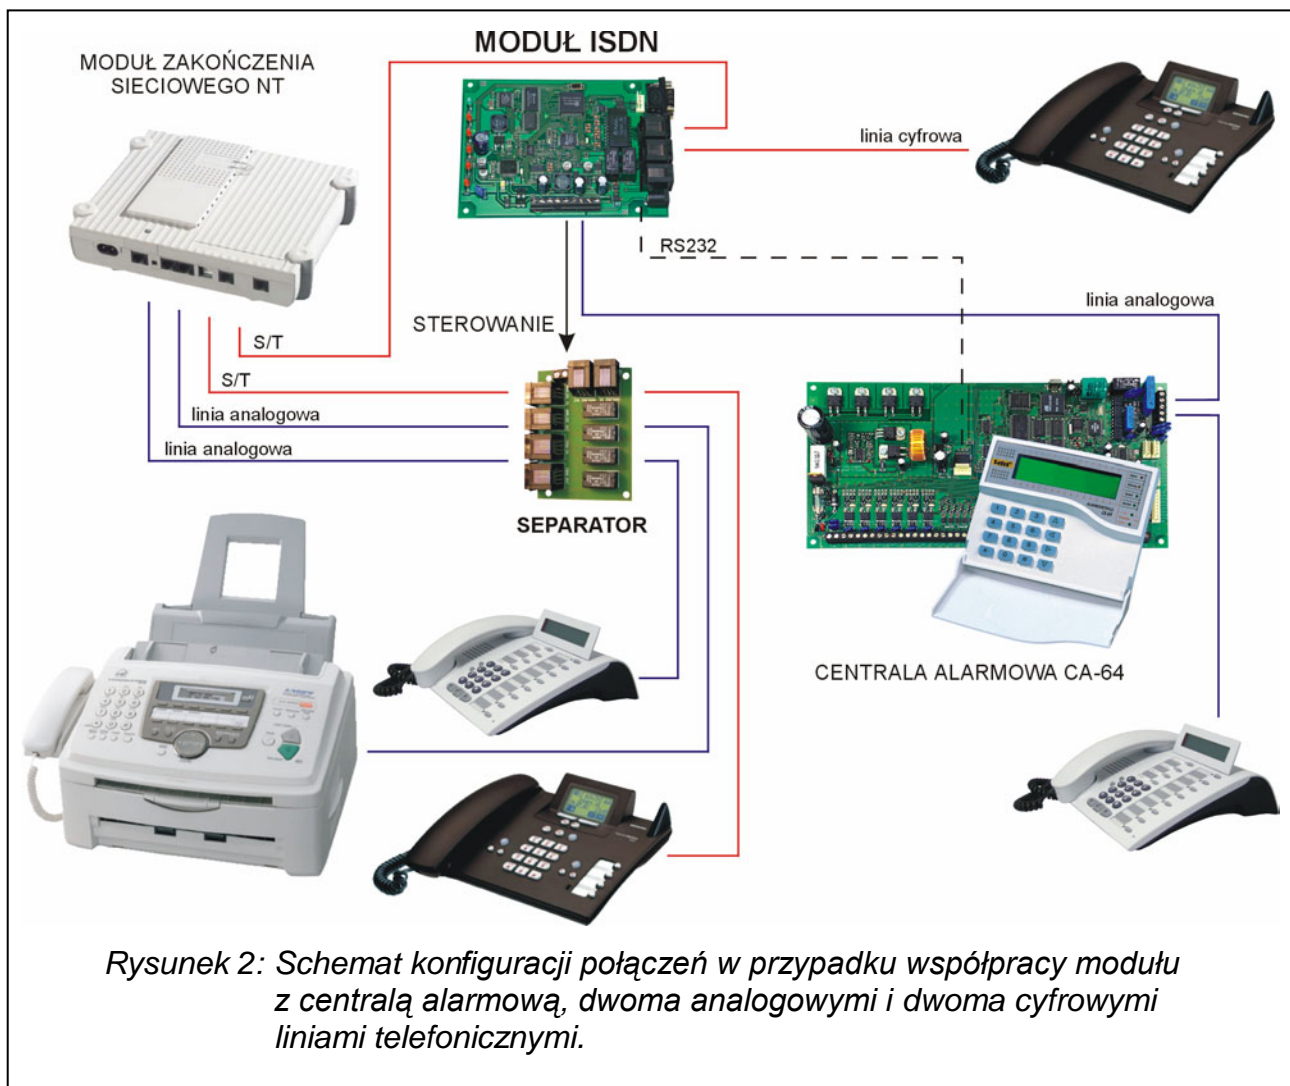 MODUŁ ZAKOŃCZENIA
SIECIOWEGO NT
MODUŁ ISDN
linia cyfrowa
RS232
linia analogowa
STEROWANIE
S/T
S/T
linia analogowa
linia analogowa
SEPARATOR
CENTRALA ALARMOWA CA-64
Rysunek 2: Schemat konfiguracji połączeń w przypadku współpracy modułu
z centralą alarmową, dwoma analogowymi i dwoma cyfrowymi
liniami telefonicznymi.